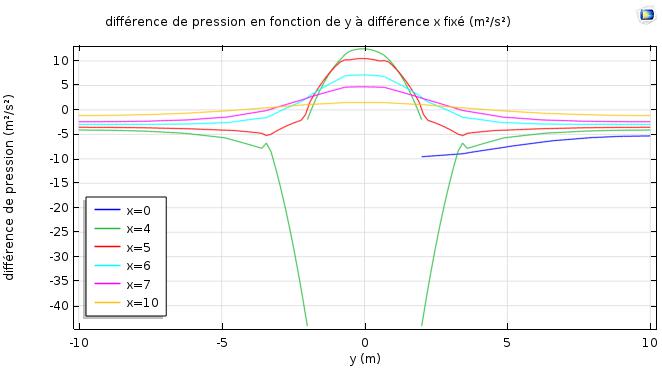 différence de pression en fonction de y à différence x fixé (m²/s²)
différence de pression (m²/s²)
10
5
0
-5
-10
-15
-20
-25
-30
-35
-40
x=0
x=4
x=5
x=6
x=7
x=10
-10
-5
0
5
10
y (m)